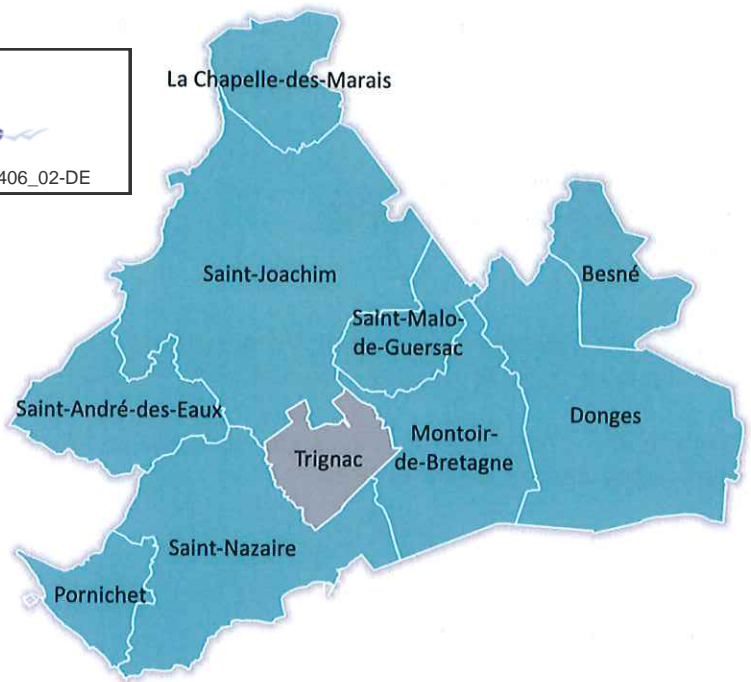 406_02-DE
La Chapelle-des-Marais
Saint-Joachim
Besné
Saint-Malo-
de-Guersac
Saint-André-des-Eaux
Donges
Montoir-
de-Bretagne
Trignac
Saint-Nazaire
Pornichet